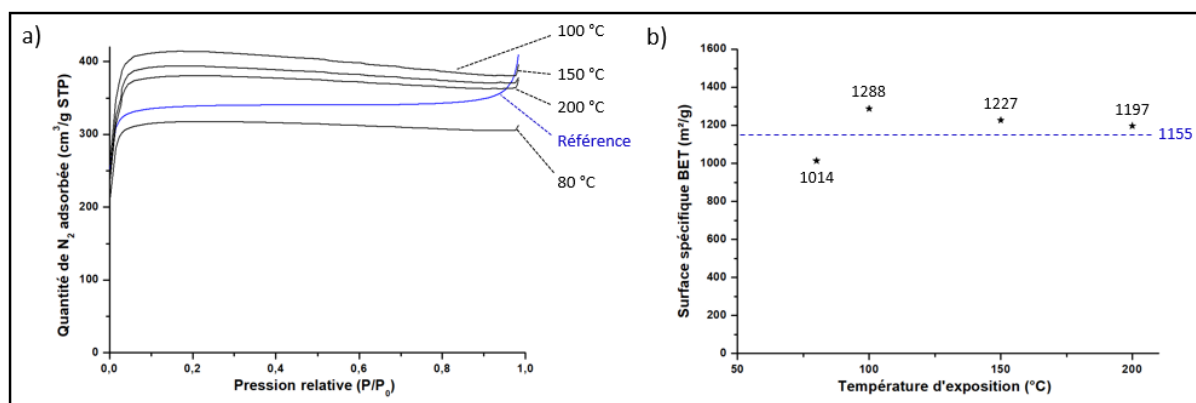 a)
Quantité de N2 adsorbée (cm³/g STP)
400
300
200
100
0
0,0
0,2
0,4
0,6
0,8
1,0
Pression relative (P/P0)
100 °C
150 °C
200 °C
Référence
80 °C
b)
Surface spécifique BET (m²/g)
1600
1400
1200
1000
800
600
400
200
0
1288
1227
1197
1155
1014
50
100
150
200
Température d'exposition (°C)